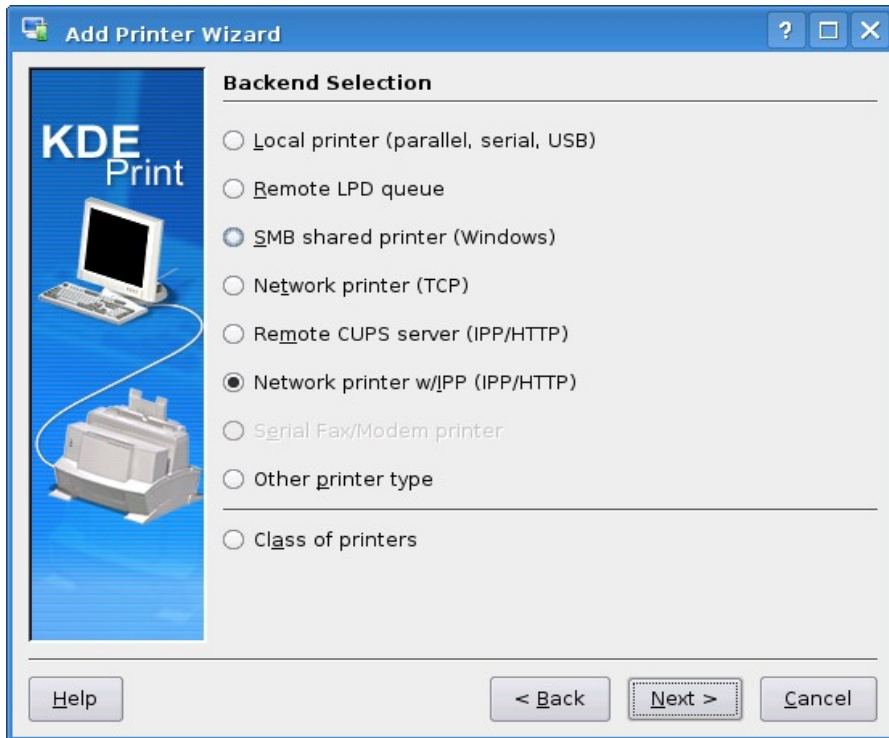 Add Printer Wizard
?
KDE
Print
Backend Selection
Local printer (parallel, serial, USB)
Remote LPD queue
SMB shared printer (Windows)
Network printer (TCP)
Remote CUPS server (IPP/HTTP)
Network printer w/IPP (IPP/HTTP)
Serial Fax/Modem printer
Other printer type
Class of printers
Help
< Back
Next >
Cancel